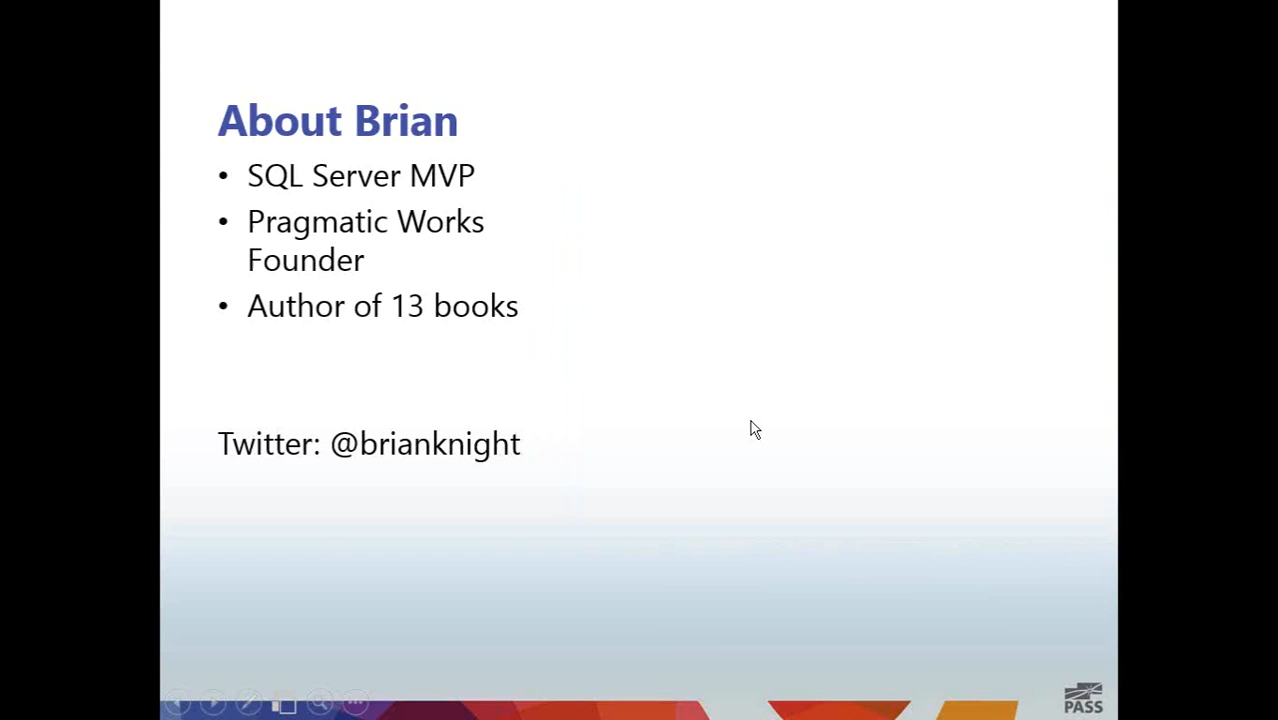 About Brian
• SQL Server MVP
• Pragmatic Works
Founder
• Author of 13 books
Twitter: @brianknight
PASS